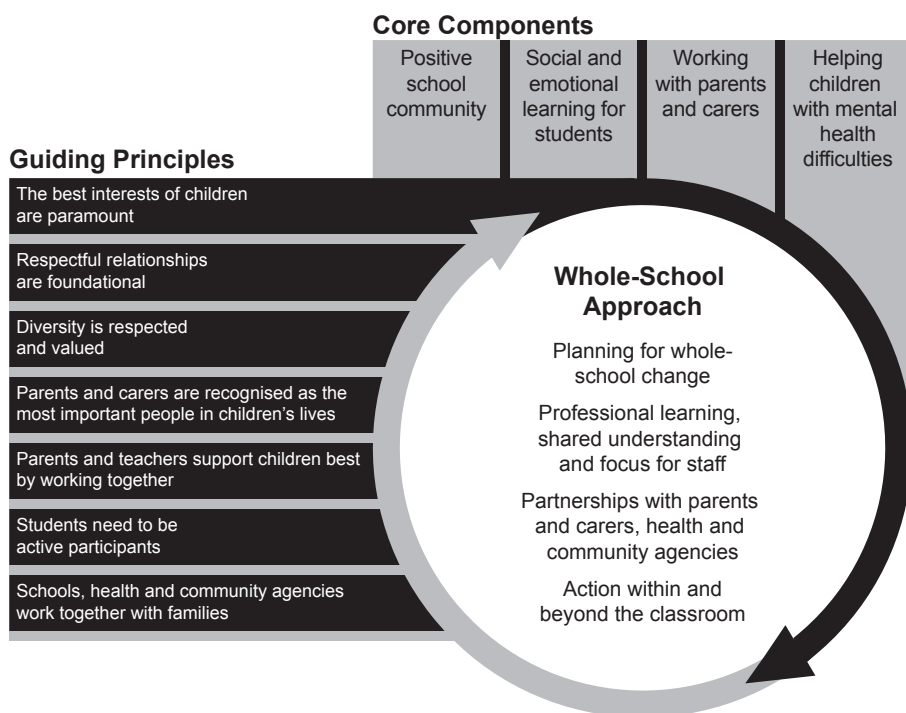 Core Components
Positive
school
community
Social and
emotional
learning for
students
Working
with parents
and carers
Helping
children
with mental
health
difficulties
Guiding Principles
The best interests of children
are paramount
Respectful relationships
are foundational
Diversity is respected
and valued
Parents and carers are recognised as the
most important people in children’s lives
Parents and teachers support children best
by working together
Students need to be
active participants
Schools, health and community agencies
work together with families
Whole-School
Approach
Planning for whole-
school change
Professional learning,
shared understanding
and focus for staff
Partnerships with parents
and carers, health and
community agencies
Action within and
beyond the classroom